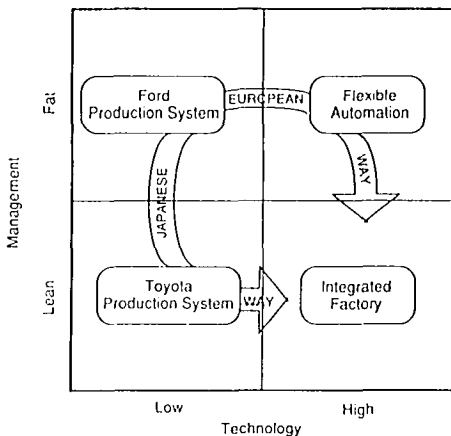 Management
Fat
Lean
Ford
Production System
EUROPEAN
Flexible
Automation
WAY
JAPANESE
Toyota
Production System
WAY
Integrated
Factory
Low
High
Technology